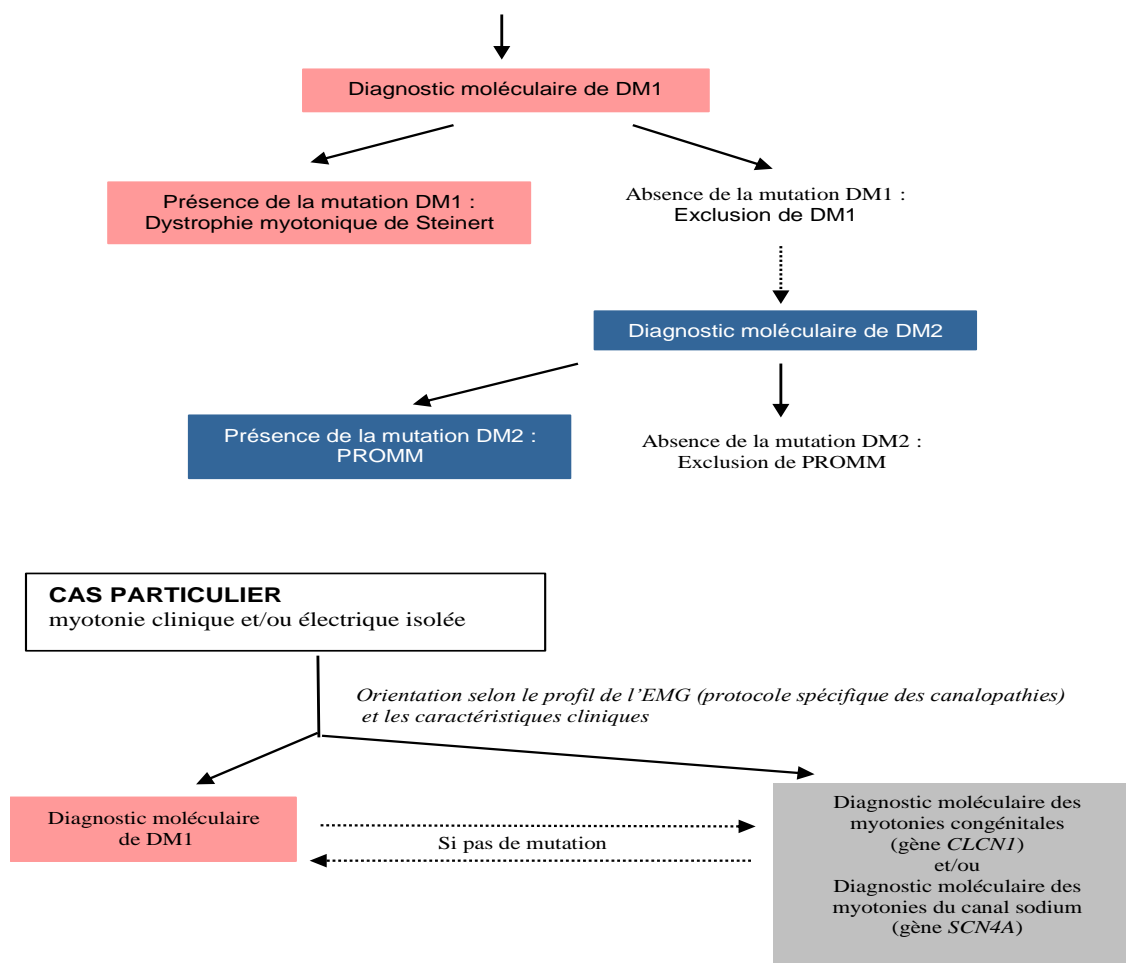 Diagnostic moléculaire de DM1
Présence de la mutation DM1 :
Dystrophie myotonique de Steinert
Absence de la mutation DM1 :
Exclusion de DM1
Diagnostic moléculaire de DM2
Présence de la mutation DM2 :
PROMM
Absence de la mutation DM2 :
Exclusion de PROMM
CAS PARTICULIER
myotonie clinique et/ou électrique isolée
Orientation selon le profil de l’EMG (protocole spécifique des canalopathies)
et les caractéristiques cliniques
Diagnostic moléculaire
de DM1
Si pas de mutation
Diagnostic moléculaire des
myotonies congénitales
(gène CLCN1)
et/ou
Diagnostic moléculaire des
myotonies du canal sodium
(gène SCN4A)